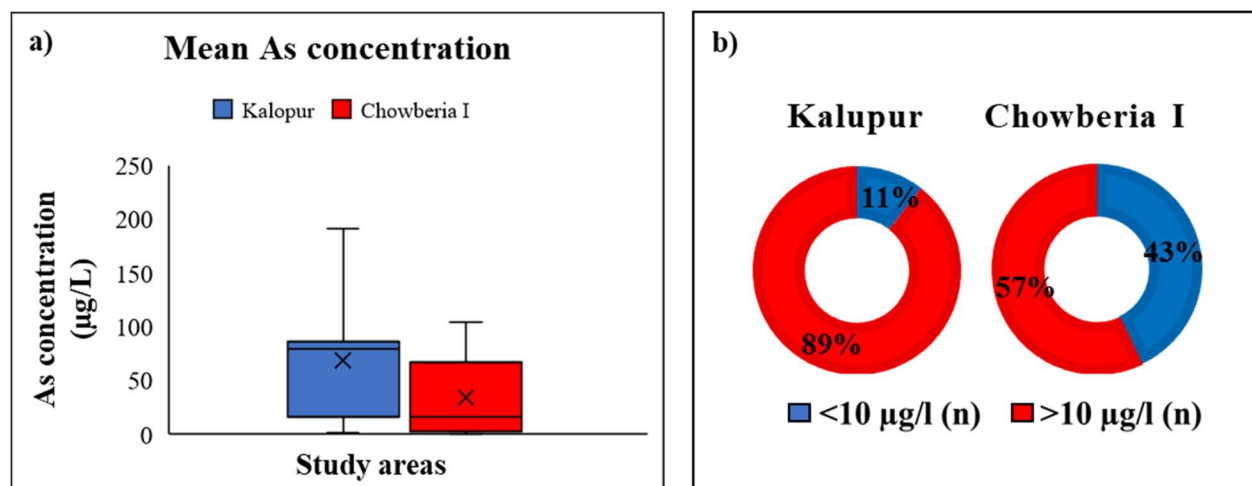 a)
Mean As concentration
Kalopur Chowberia I
As concentration
(µg/L)
250
200
150
100
50
0
Study areas
b)
Kalupur Chowberia I
11%
89%
43%
57%
<10 µg/l (n) >10 µg/l (n)